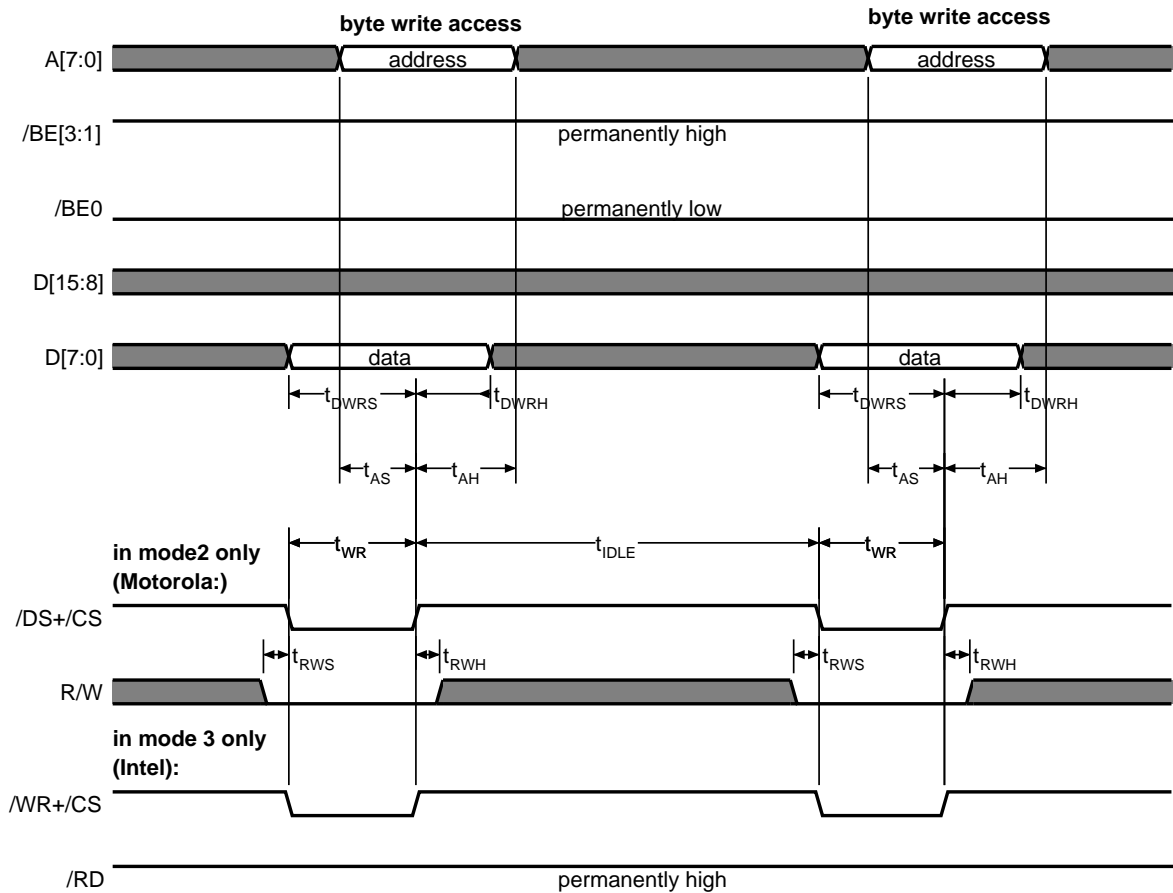 byte write access byte write access
A[7:0] address address
/BE[3:1] permanently high
/BE0 permanently low
D[15:8]
D[7:0] data data
tDWRS tDWRH tDWRS tDWRH
tAS tAH tAS tAH
in mode2 only tWR tIDLE tWR
(Motorola:)
/DS+/CS
tRWS tRWH tRWS tRWH
R/W
in mode 3 only
(Intel):
/WR+/CS
/RD permanently high